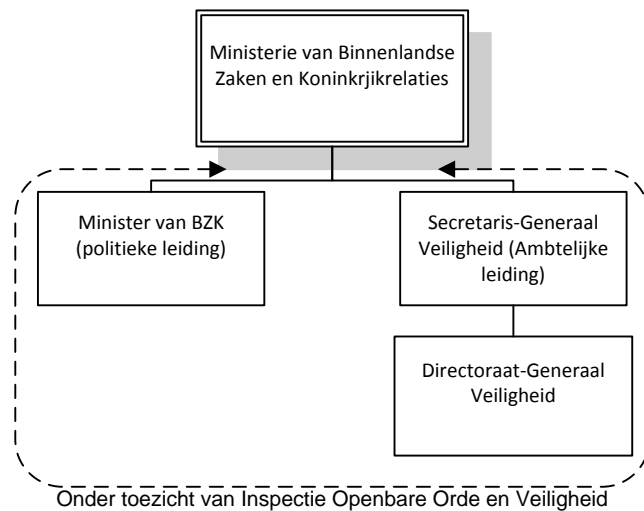 Ministerie van Binnenlandse
Zaken en Koninkrjikrelaties
Minister van BZK
(politieke leiding)
Secretaris-Generaal
Veiligheid (Ambtelijke
leiding)
Directoraat-Generaal
Veiligheid
Onder toezicht van Inspectie Openbare Orde en Veiligheid